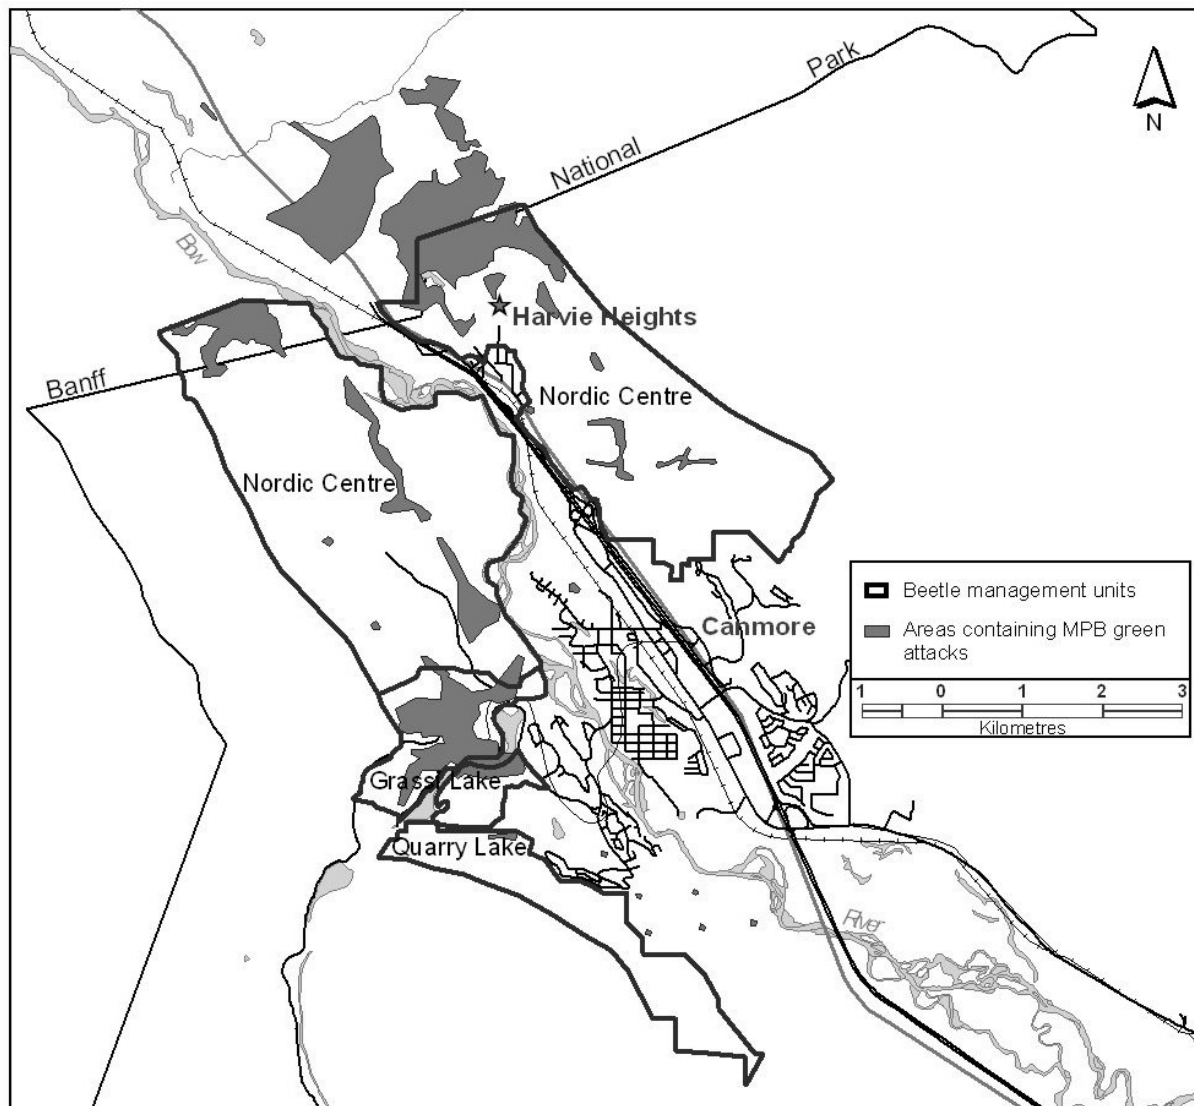 Park
National
N
Bow
Harvie Heights
Banff
Nordic Centre
Nordic Centre
Beetle management units
Areas containing MPB green
attacks
Canmore
1 0 1 2 3
Kilometres
Grassi Lake
Quarry Lake
River